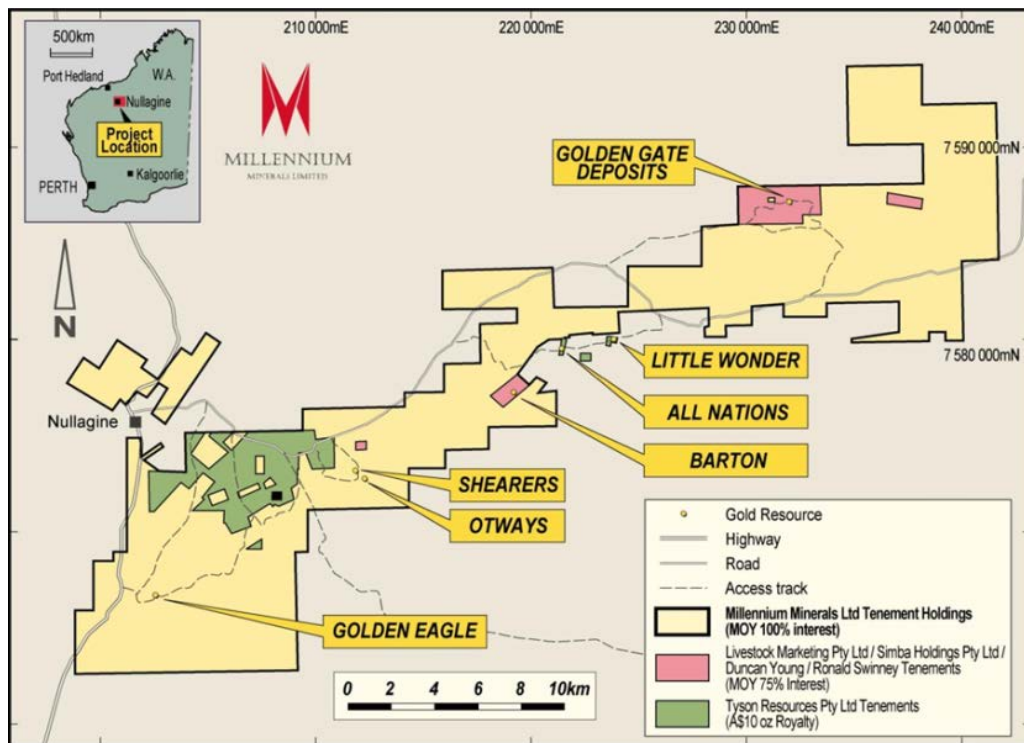 210 000mE
220 000mE
230 000mE
240 000mE
500km
Port Hedland
W.A.
Nullagine
Project
Location
Kalgoorlie
PERTH
MILLENNIUM
MINERALS LIMITED
7 590 000mN
GOLDEN GATE
DEPOSITS
N
7 580 000mN
LITTLE WONDER
Nullagine
ALL NATIONS
BARTON
SHEARERS
OTWAYS
GOLDEN EAGLE
0 2 4 6 8 10km
Gold Resource
Highway
Road
Access track
Millennium Minerals Ltd Tenement Holdings
(MOY 100% interest)
Livestock Marketing Pty Ltd / Simba Holdings Pty Ltd /
Duncan Young / Ronald Swinney Tenements
(MOY 75% Interest)
Tyson Resources Pty Ltd Tenements
(A$10 oz Royalty)